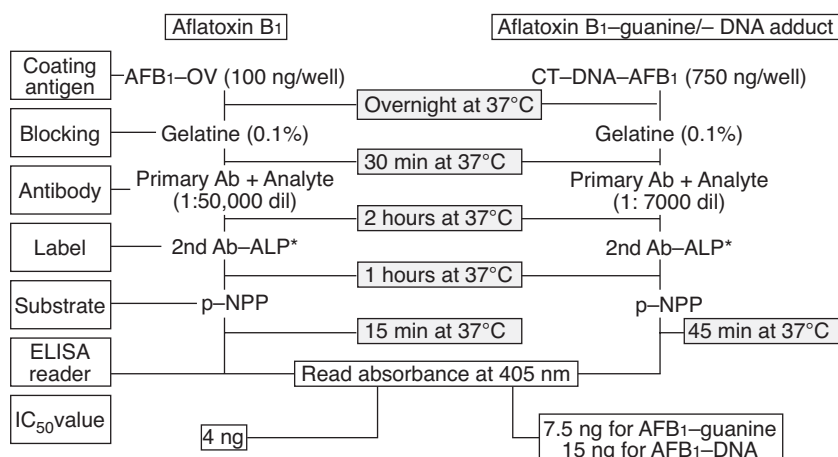 Aflatoxin B1
Aflatoxin B1–guanine/– DNA adduct
Coating
antigen
AFB1–OV (100 ng/well)
CT–DNA–AFB1 (750 ng/well)
Overnight at 37°C
Blocking
Gelatine (0.1%)
Gelatine (0.1%)
30 min at 37°C
Antibody
Primary Ab + Analyte
(1:50,000 dil)
Primary Ab + Analyte
(1: 7000 dil)
2 hours at 37°C
Label
2nd Ab–ALP*
2nd Ab–ALP*
1 hours at 37°C
Substrate
p–NPP
p–NPP
15 min at 37°C
45 min at 37°C
ELISA
reader
Read absorbance at 405 nm
IC50value
4 ng
7.5 ng for AFB1–guanine
15 ng for AFB1–DNA